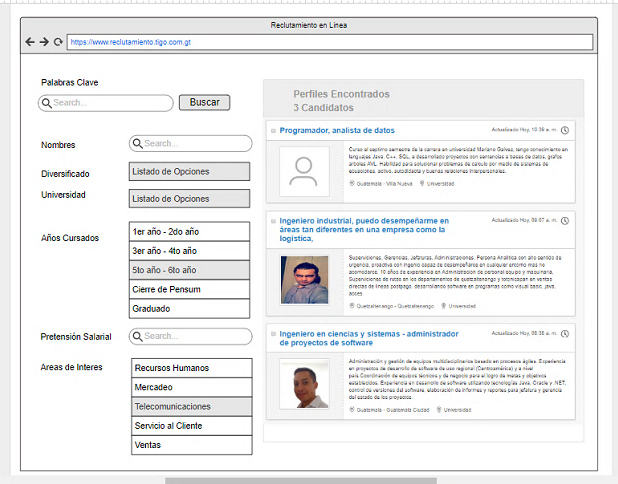 Reclutamiento en Linea
https://www.reclutamiento.tigo.com.gt
Palabras Clave
Search...
Buscar
Nombres
Search...
Diversificado
Listado de Opciones
Universidad
Listado de Opciones
Años Cursados
1er año - 2do año
3er año - 4to año
5to año - 6to año
Cierre de Pensum
Graduado
Pretensión Salarial
Search...
Areas de Interes
Recursos Humanos
Mercadeo
Telecomunicaciones
Servicio al Cliente
Ventas
Perfiles Encontrados
3 Candidatos
Programador, analista de datos
Actualizado Hoy, 10:39 a. m.
Curso el septimo semestre de la carrera en universidad Mariano Galvez, tengo conocimiento en
lenguajes Java, C++, SQL, e desarrollado proyectos con sentencias a bases de datos, grafos
arboles AVL. Habilidad para solucionar problemas de calculo por medio de sistemas de
ecuaciones, activo, autodidacta y buenas relaciones interpersonales.
Guatemala - Villa Nueva
Universidad
Ingeniero industrial, puedo desempeñarme en
áreas tan diferentes en una empresa como la
logística,
Actualizado Hoy, 09:07 a. m.
Supervisiones, Gerencias, Jefaturas, Administraciones. Persona Analítica con alto sentido de
urgencia, proactiva con ingenio capaz de desempeñarse en cualquier entorno mas no
acomodarse. 10 años de experiencia en Administracion de personal equipo y maquinaria.
Supervisiones de rutas en los departamentos de quetzaltenango y totonicapan en ventas
directas de lineas postpago, desarrollando software en programas como visual basic, java,
acces
Quetzaltenango - Quetzaltenango
Universidad
Ingeniero en ciencias y sistemas - administrador
de proyectos de software
Actualizado Hoy, 08:38 a. m.
Administración y gestión de equipos multidisciplinarios basado en procesos ágiles. Experiencia
en proyectos de desarrollo de software de uso regional (Centroamérica) y a nivel
país.Coordinación de equipos técnicos y de negocio para el logro de metas y objetivos
establecidos. Experiencia en desarrollo de software utilizando tecnologías Java, Oracle y .NET,
control de versiones del software, elaboración de informes y reportes para jefatura y gerencia
del estado de los proyectos.
Guatemala - Guatemala Ciudad
Universidad